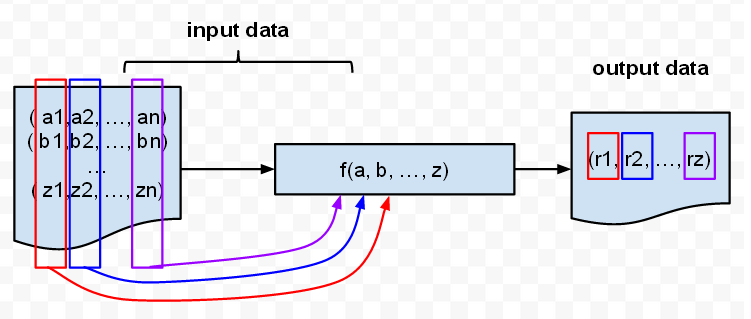 input data
output data
( a1,a2, ..., an)
( b1,b2, ..., bn)
...
( z1,z2, ..., zn)
f(a, b, ..., z)
(r1, r2, ..., rz)